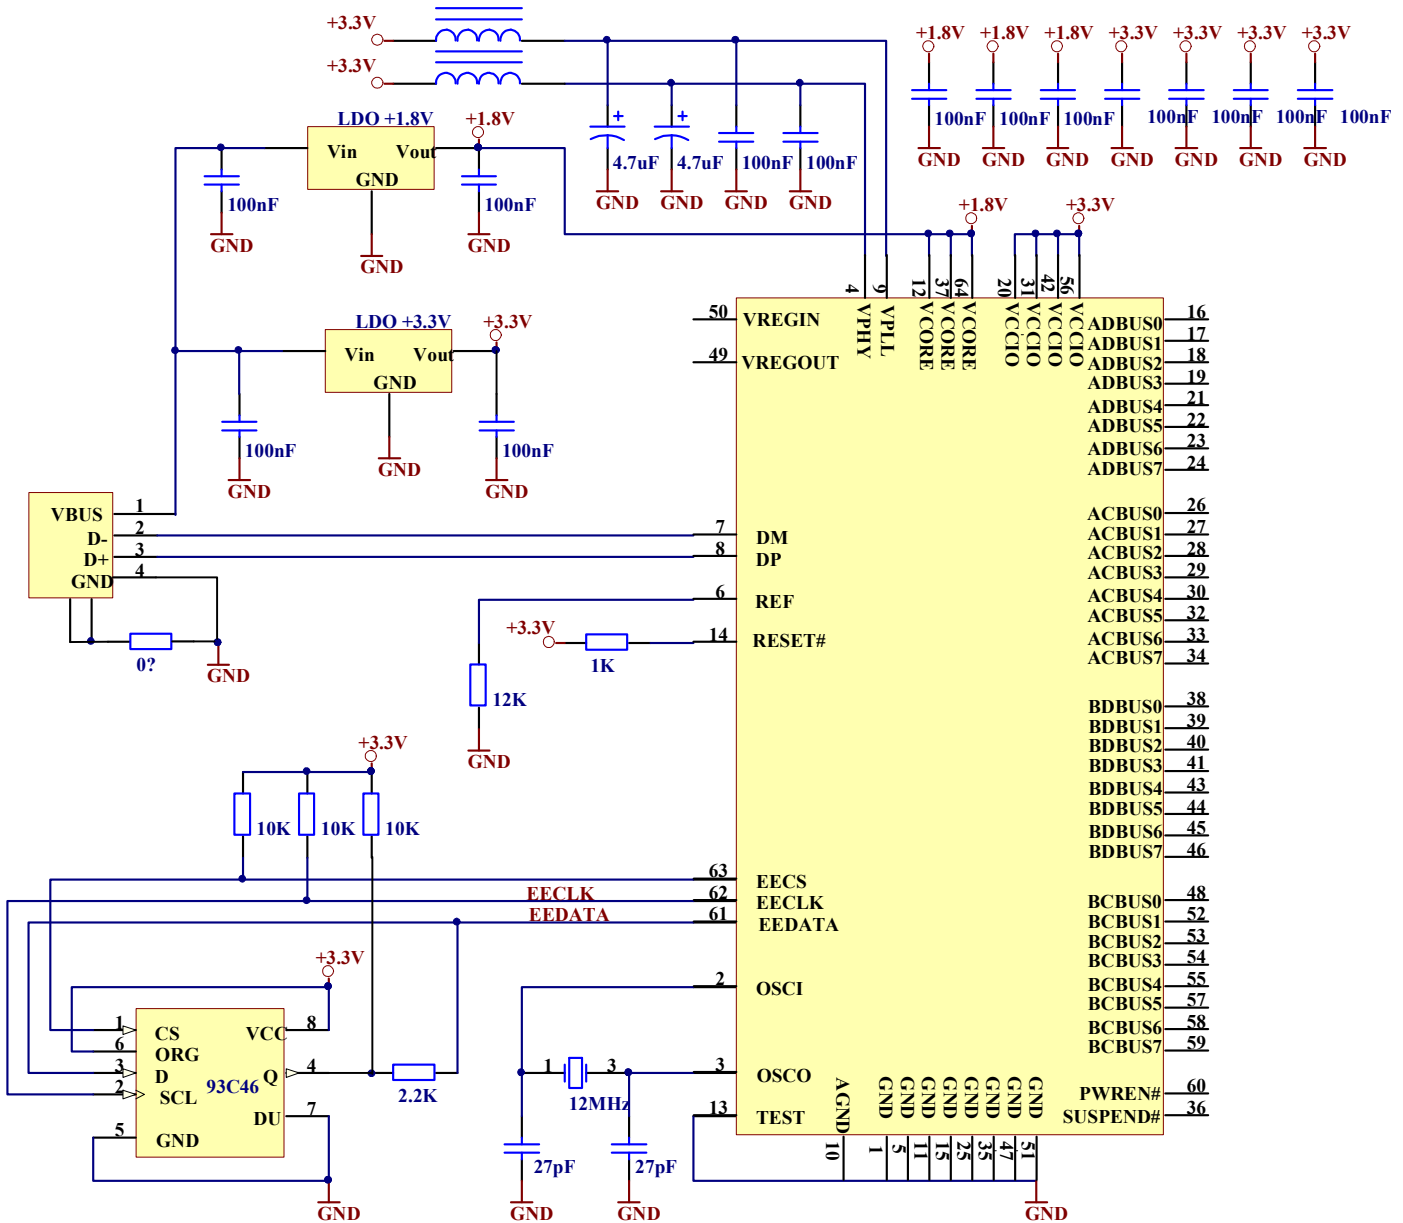 +3.3V
+3.3V
+1.8V +1.8V +1.8V +3.3V +3.3V +3.3V +3.3V
100nF 100nF 100nF 100nF 100nF 100nF 100nF
GND GND GND GND GND GND GND
+ +
4.7uF 4.7uF 100nF 100nF
GND GND GND GND
LDO +1.8V
+1.8V
Vin Vout
GND
100nF 100nF
GND GND
GND
LDO +3.3V
+3.3V
Vin Vout
GND
100nF 100nF
GND GND
GND
+1.8V +3.3V
4 9 12 37 64 20 31 42 56
VPHY VPLL VCORE VCORE VCORE VCCIO VCCIO VCCIO VCCIO
50 VREGIN
49 VREGOUT
ADBUS0 16
ADBUS1 17
ADBUS2 18
ADBUS3 19
ADBUS4 21
ADBUS5 22
ADBUS6 23
ADBUS7 24
ACBUS0 26
ACBUS1 27
ACBUS2 28
ACBUS3 29
ACBUS4 30
ACBUS5 32
ACBUS6 33
ACBUS7 34
BDBUS0 38
BDBUS1 39
BDBUS2 40
BDBUS3 41
BDBUS4 43
BDBUS5 44
BDBUS6 45
BDBUS7 46
BCBUS0 48
BCBUS1 52
BCBUS2 53
BCBUS3 54
BCBUS4 55
BCBUS5 57
BCBUS6 58
BCBUS7 59
PWREN# 60
SUSPEND# 36
VBUS 1
D- 2
D+ 3
GND 4
0?
GND
7 DM
8 DP
6 REF
+3.3V 1K 14 RESET#
12K
GND
+3.3V
10K 10K 10K
63 EECS
EECLK 62 EECLK
EEDATA 61 EEDATA
+3.3V
1 CS VCC 8
6 ORG
3 D Q 4
2 SCL
93C46
DU 7
5 GND
2.2K
GND
2 OSCI
1 3
12MHz
3 OSCO
13 TEST
27pF 27pF
GND GND
AGND GND GND GND GND GND GND GND GND
10 1 5 11 15 25 35 47 51
GND